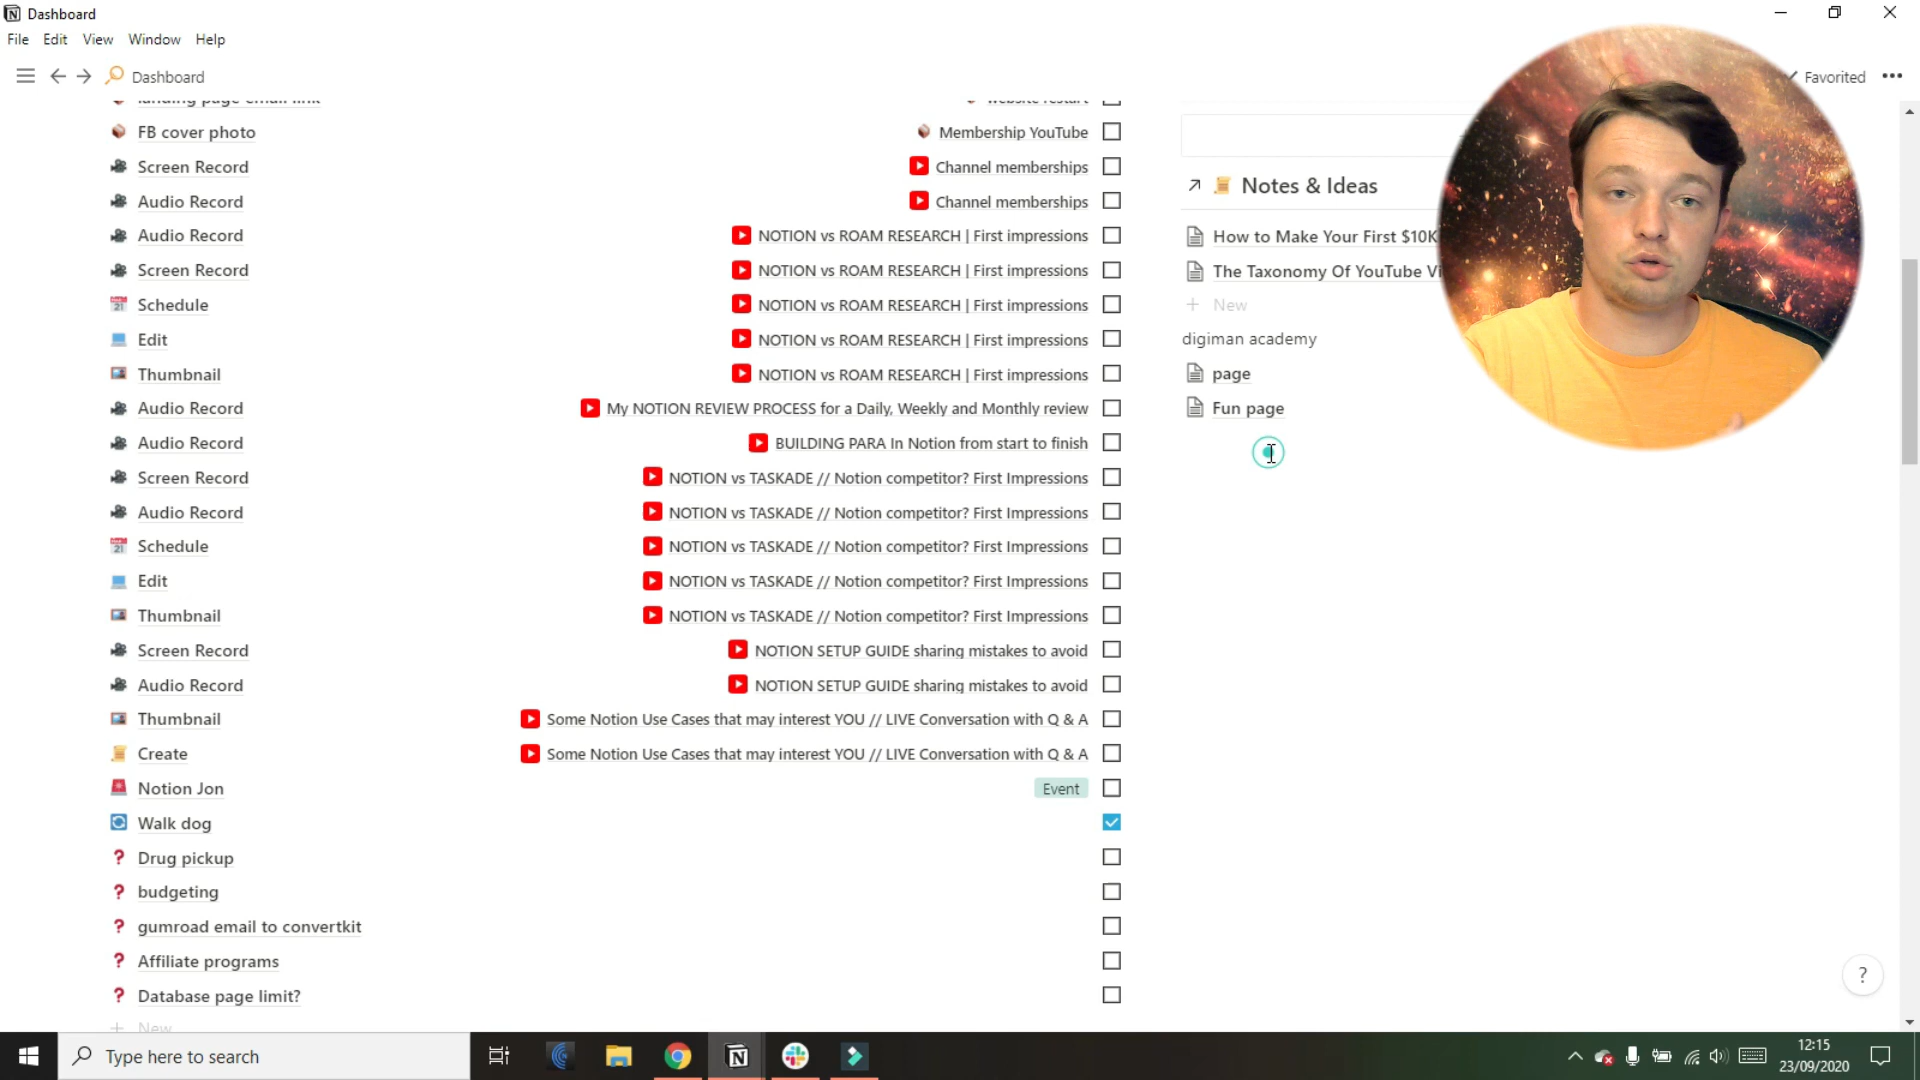 Dashboard
File Edit View Window Help
Dashboard
Favorited
landing page email link website restart
FB cover photo Membership YouTube
Screen Record Channel memberships
Audio Record Channel memberships
Audio Record NOTION vs ROAM RESEARCH | First impressions
Screen Record NOTION vs ROAM RESEARCH | First impressions
Schedule NOTION vs ROAM RESEARCH | First impressions
Edit NOTION vs ROAM RESEARCH | First impressions
Thumbnail NOTION vs ROAM RESEARCH | First impressions
Audio Record My NOTION REVIEW PROCESS for a Daily, Weekly and Monthly review
Audio Record BUILDING PARA In Notion from start to finish
Screen Record NOTION vs TASKADE // Notion competitor? First Impressions
Audio Record NOTION vs TASKADE // Notion competitor? First Impressions
Schedule NOTION vs TASKADE // Notion competitor? First Impressions
Edit NOTION vs TASKADE // Notion competitor? First Impressions
Thumbnail NOTION vs TASKADE // Notion competitor? First Impressions
Screen Record NOTION SETUP GUIDE sharing mistakes to avoid
Audio Record NOTION SETUP GUIDE sharing mistakes to avoid
Thumbnail Some Notion Use Cases that may interest YOU // LIVE Conversation with Q & A
Create Some Notion Use Cases that may interest YOU // LIVE Conversation with Q & A
Notion Jon Event
Walk dog
? Drug pickup
? budgeting
? gumroad email to convertkit
? Affiliate programs
? Database page limit?
+ New
Notes & Ideas
How to Make Your First $10K
The Taxonomy Of YouTube Vi
+ New
digiman academy
page
Fun page
?
Type here to search
12:15
23/09/2020